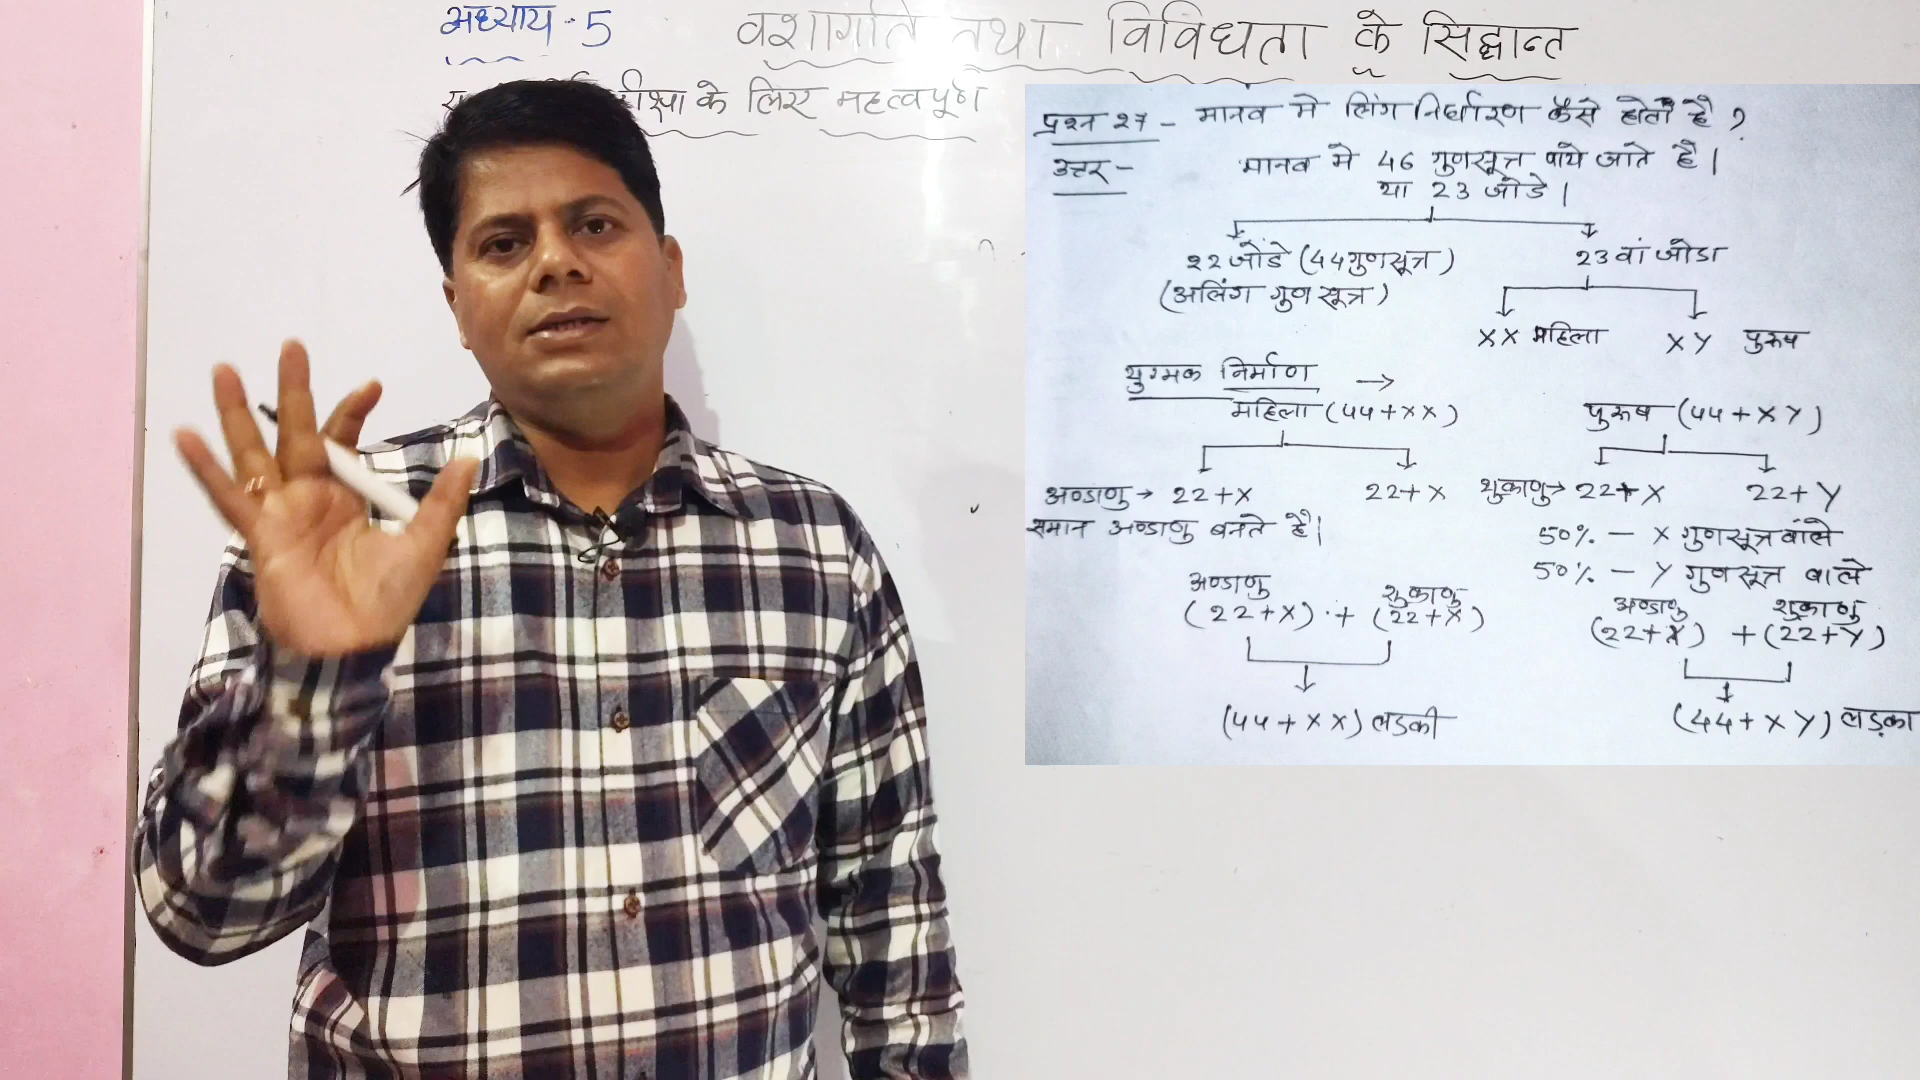 अध्याय - 5 वंशागति तथा विविधता के सिद्धान्त
के लिए महत्वपूर्ण
प्रश्न 27 - मानव मे लिंग निर्धारण कैसे होता है ?
उत्तर - मानव मे 46 गुणसूत्र पाये जाते है।
या 23 जोडे।
22 जोंडे (44 गुणसूत्र) 23 वां जोडा
(अलिंग गुणसूत्र)
XX महिला XY पुरूष
युग्मक निर्माण →
महिला (44+XX) पुरूष (44+XY)
अण्डाणु → 22+X 22+X शुक्राणु → 22+X 22+Y
समान अण्डाणु बनते है।
50% - X गुणसूत्र वाले
50% - Y गुणसूत्र वाले
अण्डाणु शुक्राणु अण्डाणु शुक्राणु
(22+X) + (22+X) (22+X) + (22+Y)
(44+XX) लडकी (44+XY) लड़का